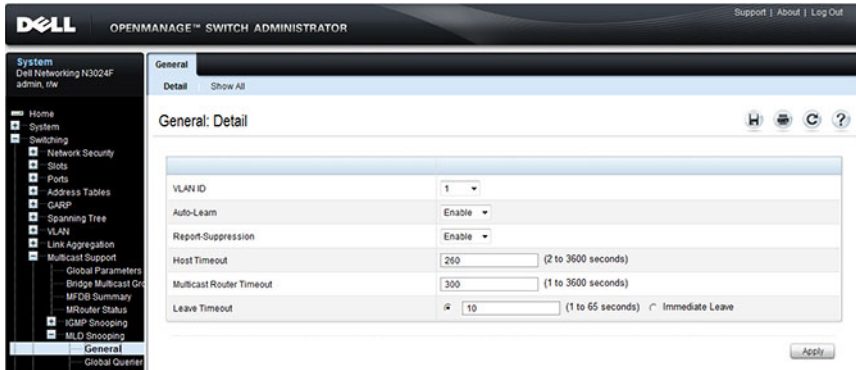 DELL OPENMANAGE™ SWITCH ADMINISTRATOR
Support | About | Log Out
System
Dell Networking N3024F
admin, r/w
Home
System
Switching
Network Security
Slots
Ports
Address Tables
GARP
Spanning Tree
VLAN
Link Aggregation
Multicast Support
Global Parameters
Bridge Multicast Gro
MFDB Summary
MRouter Status
IGMP Snooping
MLD Snooping
General
Global Querier
General
Detail Show All
General: Detail
VLAN ID 1
Auto-Learn Enable
Report-Suppression Enable
Host Timeout 260 (2 to 3600 seconds)
Multicast Router Timeout 300 (1 to 3600 seconds)
Leave Timeout 10 (1 to 65 seconds) Immediate Leave
Apply